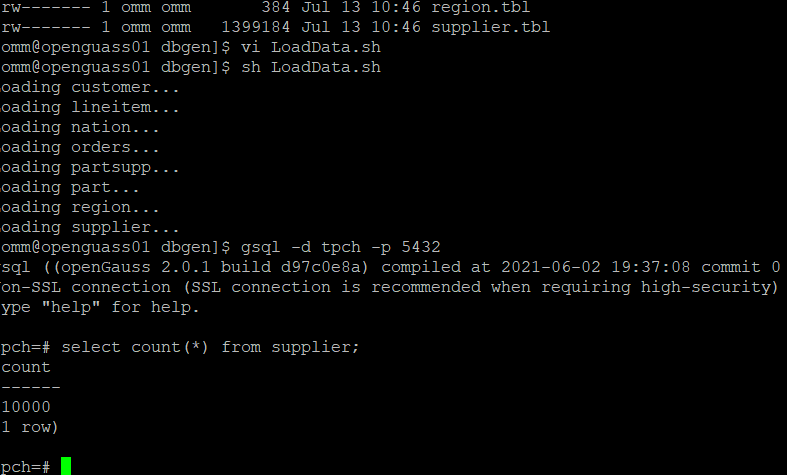 rw------- 1 omm omm       384 Jul 13 10:46 region.tbl
rw------- 1 omm omm   1399184 Jul 13 10:46 supplier.tbl
omm@openguass01 dbgen]$ vi LoadData.sh
omm@openguass01 dbgen]$ sh LoadData.sh
oading customer...
oading lineitem...
oading nation...
oading orders...
oading partsupp...
oading part...
oading region...
oading supplier...
omm@openguass01 dbgen]$ gsql -d tpch -p 5432
sql ((openGauss 2.0.1 build d97c0e8a) compiled at 2021-06-02 19:37:08 commit 0
on-SSL connection (SSL connection is recommended when requiring high-security)
ype "help" for help.
pch=# select count(*) from supplier;
count
------
10000
1 row)
pch=#